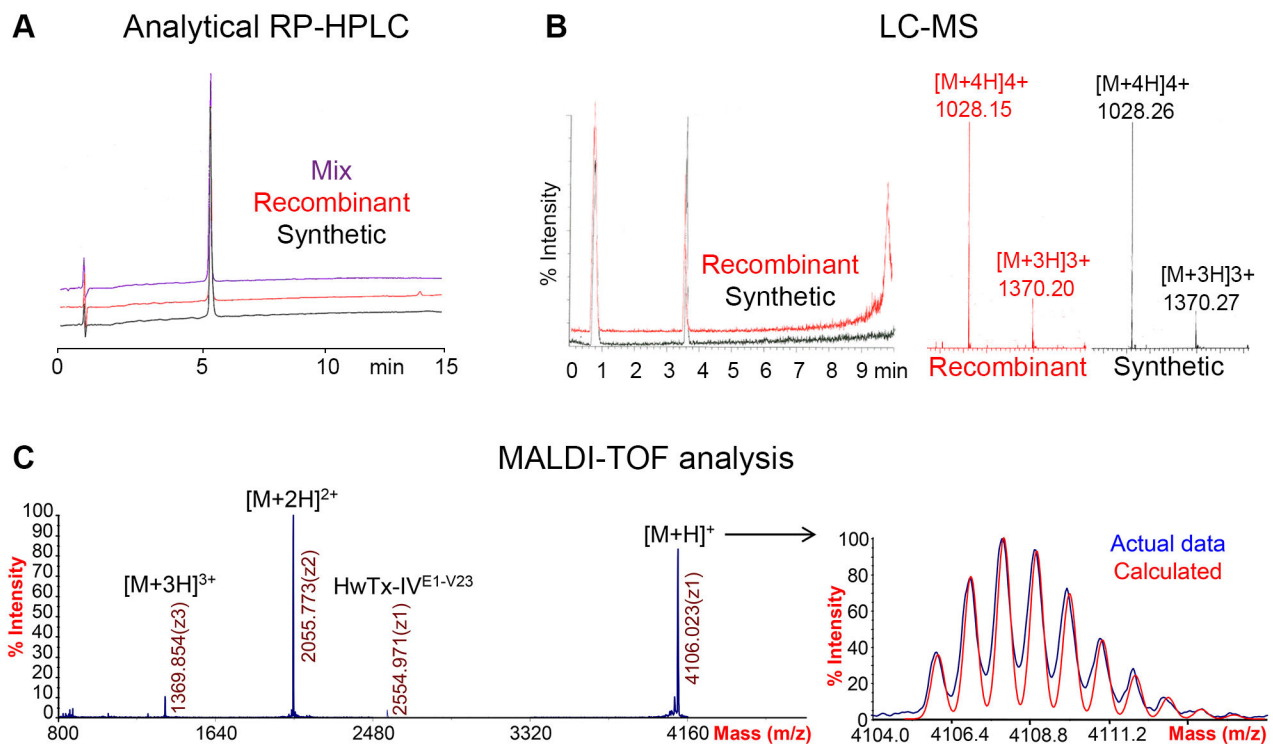 A
Analytical RP-HPLC
Mix
Recombinant
Synthetic
0
5
10
min
15
B
LC-MS
% Intensity
Recombinant
Synthetic
0 1 2 3 4 5 6 7 8 9 min
[M+4H]4+
1028.15
[M+3H]3+
1370.20
Recombinant
[M+4H]4+
1028.26
[M+3H]3+
1370.27
Synthetic
C
MALDI-TOF analysis
% Intensity
100
90
80
70
60
50
40
30
20
10
0
[M+3H]³⁺
1369.854(z3)
[M+2H]²⁺
2055.773(z2)
HwTx-IVᴱ¹⁻ⱽ²³
2554.971(z1)
[M+H]⁺
4106.023(z1)
800 1640 2480 3320 4160 Mass (m/z)
% Intensity
100
80
60
40
20
0
Actual data
Calculated
4104.0 4106.4 4108.8 4111.2 Mass (m/z)